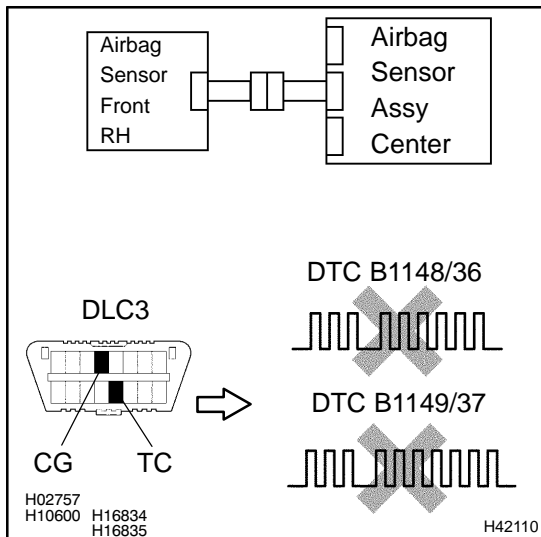 Airbag
Sensor
Front
RH
Airbag
Sensor
Assy
Center
DTC B1148/36
DLC3
DTC B1149/37
CG
TC
H02757
H10600 H16834
H16835
H42110